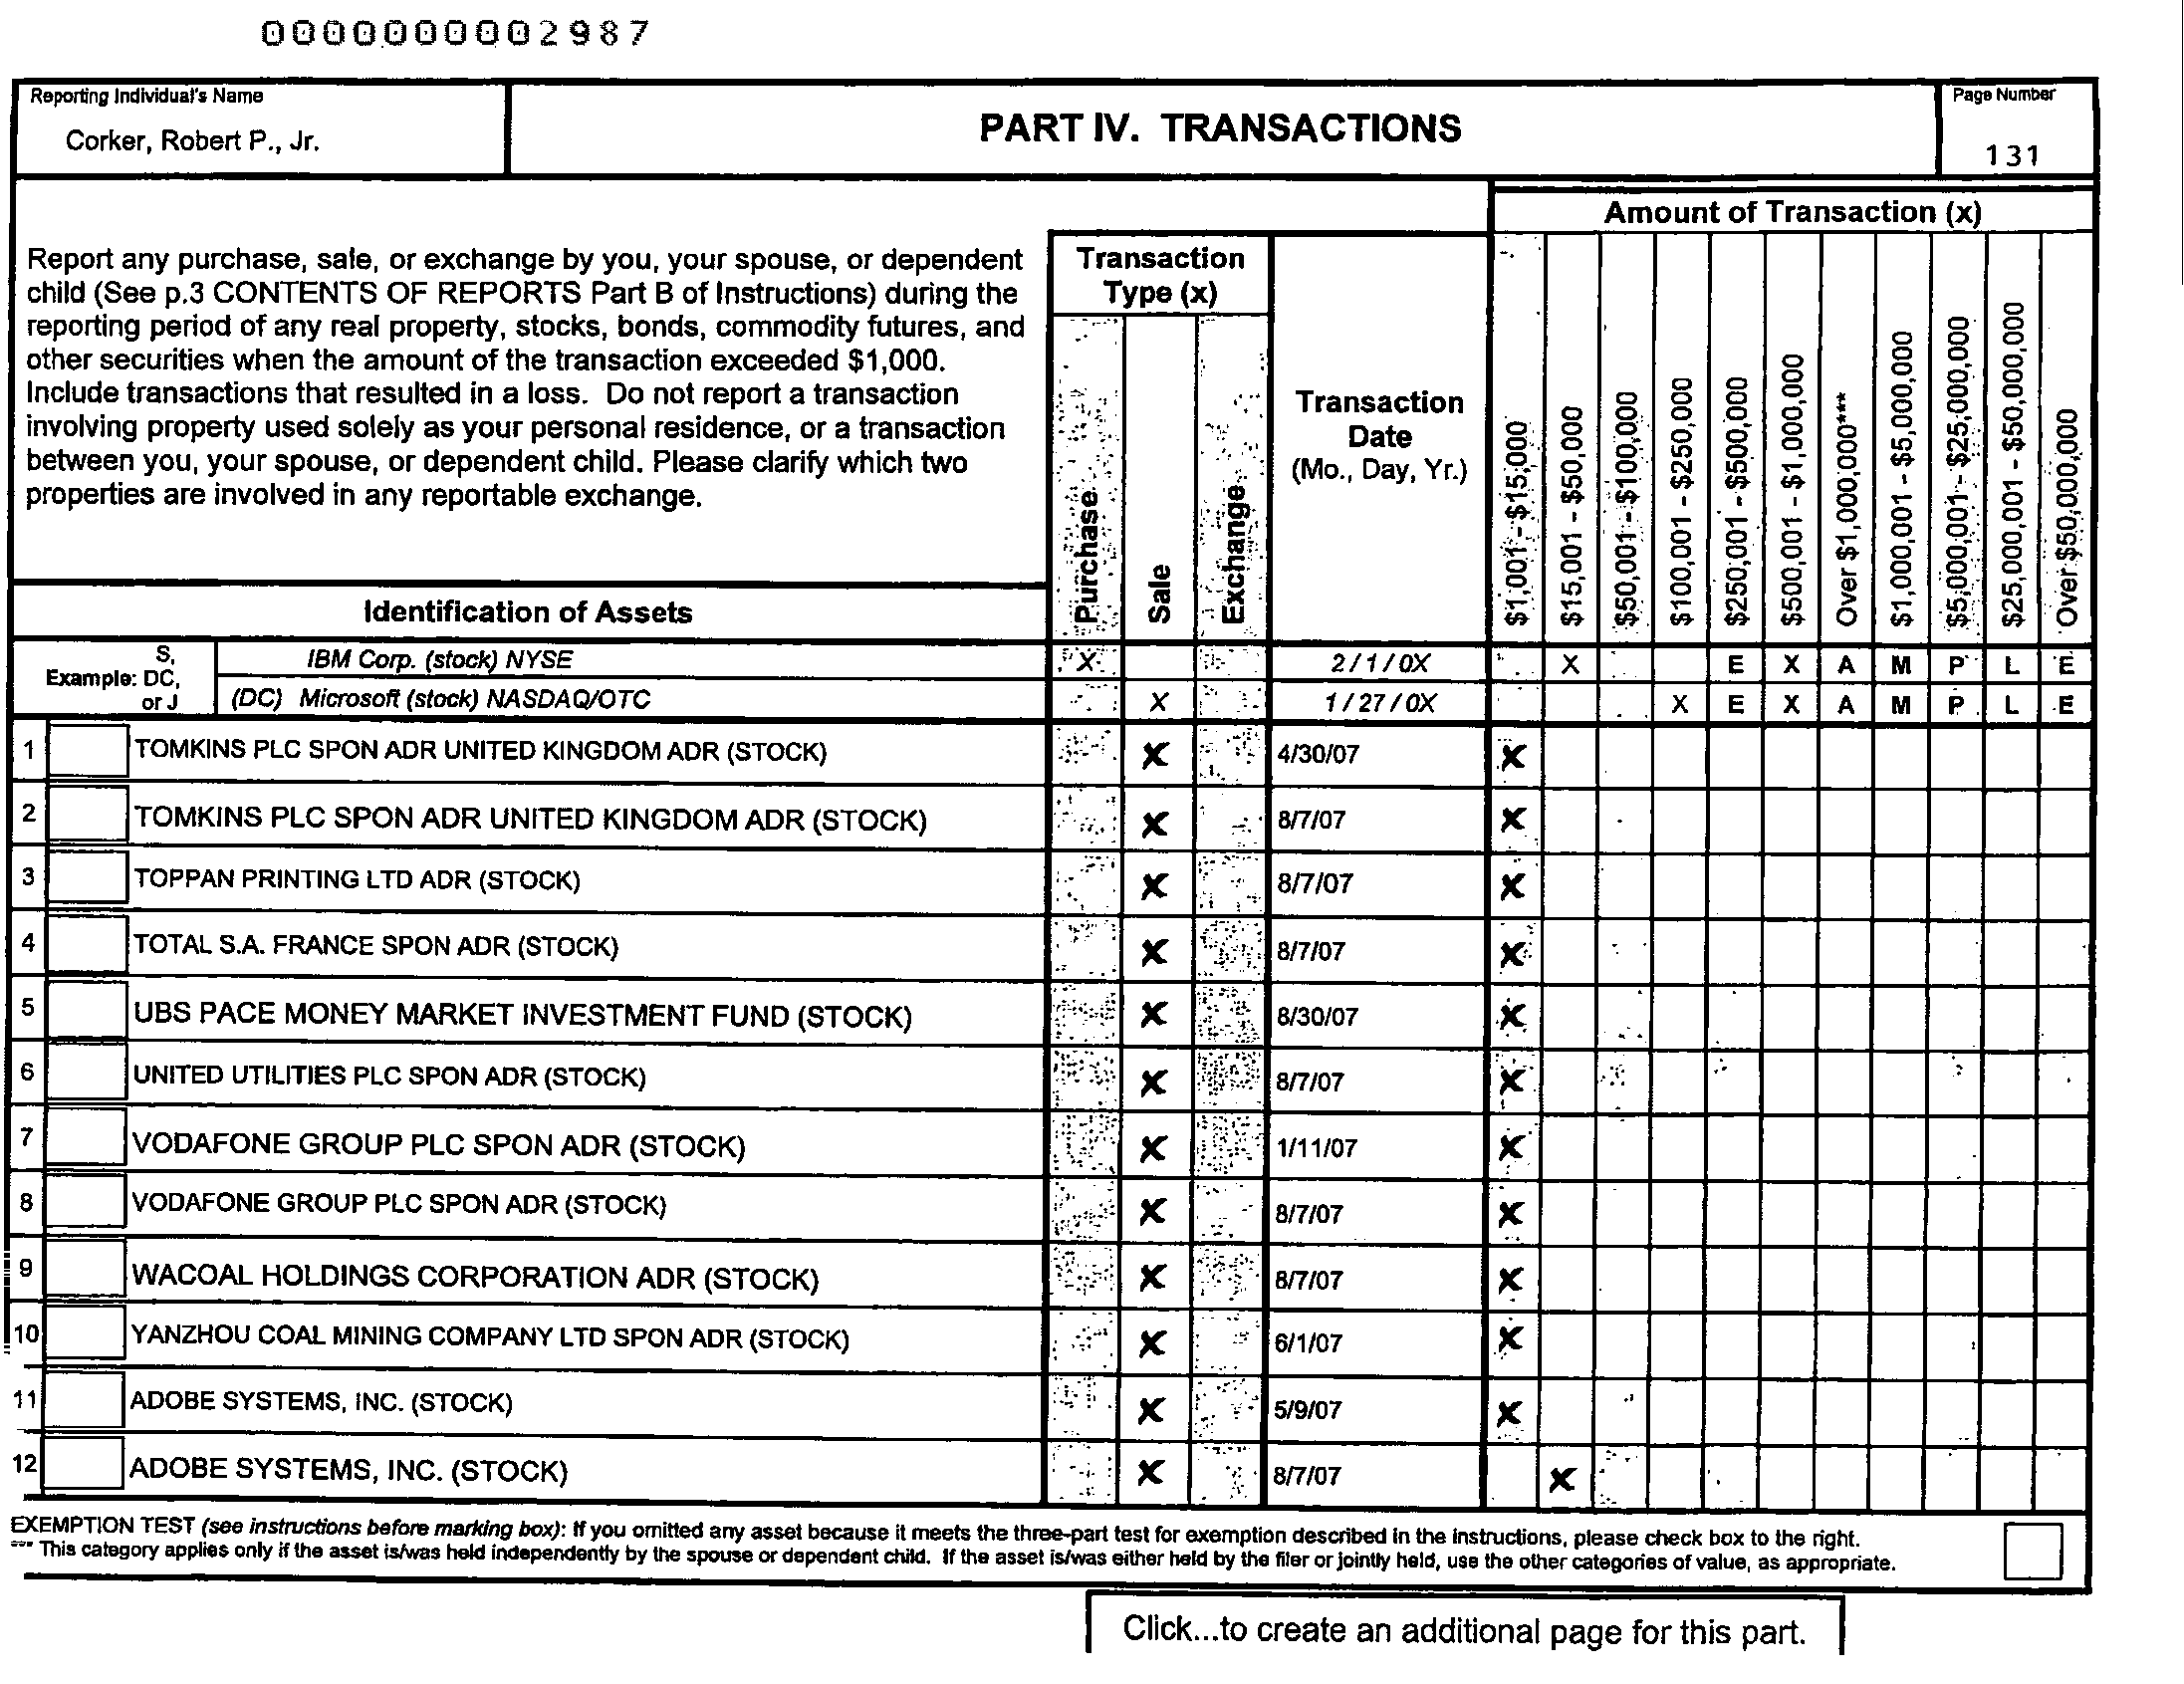 0000000002987
Reporting Individual's Name
Corker, Robert P., Jr.
PART IV. TRANSACTIONS
Page Number
131
Report any purchase, sale, or exchange by you, your spouse, or dependent
child (See p.3 CONTENTS OF REPORTS Part B of Instructions) during the
reporting period of any real property, stocks, bonds, commodity futures, and
other securities when the amount of the transaction exceeded $1,000.
Include transactions that resulted in a loss. Do not report a transaction
involving property used solely as your personal residence, or a transaction
between you, your spouse, or dependent child. Please clarify which two
properties are involved in any reportable exchange.
Identification of Assets
Transaction
Type (x)
Purchase
Sale
Exchange
Transaction
Date
(Mo., Day, Yr.)
Amount of Transaction (x)
$1,001 - $15,000
$15,001 - $50,000
$50,001 - $100,000
$100,001 - $250,000
$250,001 - $500,000
$500,001 - $1,000,000
Over $1,000,000***
$1,000,001 - $5,000,000
$5,000,001 - $25,000,000
$25,000,001 - $50,000,000
Over $50,000,000
Example: S, DC, or J
IBM Corp. (stock) NYSE X 2 / 1 / 0X X E X A M P L E
(DC) Microsoft (stock) NASDAQ/OTC X 1 / 27 / 0X X E X A M P L E
1 TOMKINS PLC SPON ADR UNITED KINGDOM ADR (STOCK) X 4/30/07 X
2 TOMKINS PLC SPON ADR UNITED KINGDOM ADR (STOCK) X 8/7/07 X
3 TOPPAN PRINTING LTD ADR (STOCK) X 8/7/07 X
4 TOTAL S.A. FRANCE SPON ADR (STOCK) X 8/7/07 X
5 UBS PACE MONEY MARKET INVESTMENT FUND (STOCK) X 8/30/07 X
6 UNITED UTILITIES PLC SPON ADR (STOCK) X 8/7/07 X
7 VODAFONE GROUP PLC SPON ADR (STOCK) X 1/11/07 X
8 VODAFONE GROUP PLC SPON ADR (STOCK) X 8/7/07 X
9 WACOAL HOLDINGS CORPORATION ADR (STOCK) X 8/7/07 X
10 YANZHOU COAL MINING COMPANY LTD SPON ADR (STOCK) X 6/1/07 X
11 ADOBE SYSTEMS, INC. (STOCK) X 5/9/07 X
12 ADOBE SYSTEMS, INC. (STOCK) X 8/7/07 X
EXEMPTION TEST (see instructions before marking box): If you omitted any asset because it meets the three-part test for exemption described in the instructions, please check box to the right.
*** This category applies only if the asset is/was held independently by the spouse or dependent child. If the asset is/was either held by the filer or jointly held, use the other categories of value, as appropriate.
Click...to create an additional page for this part.